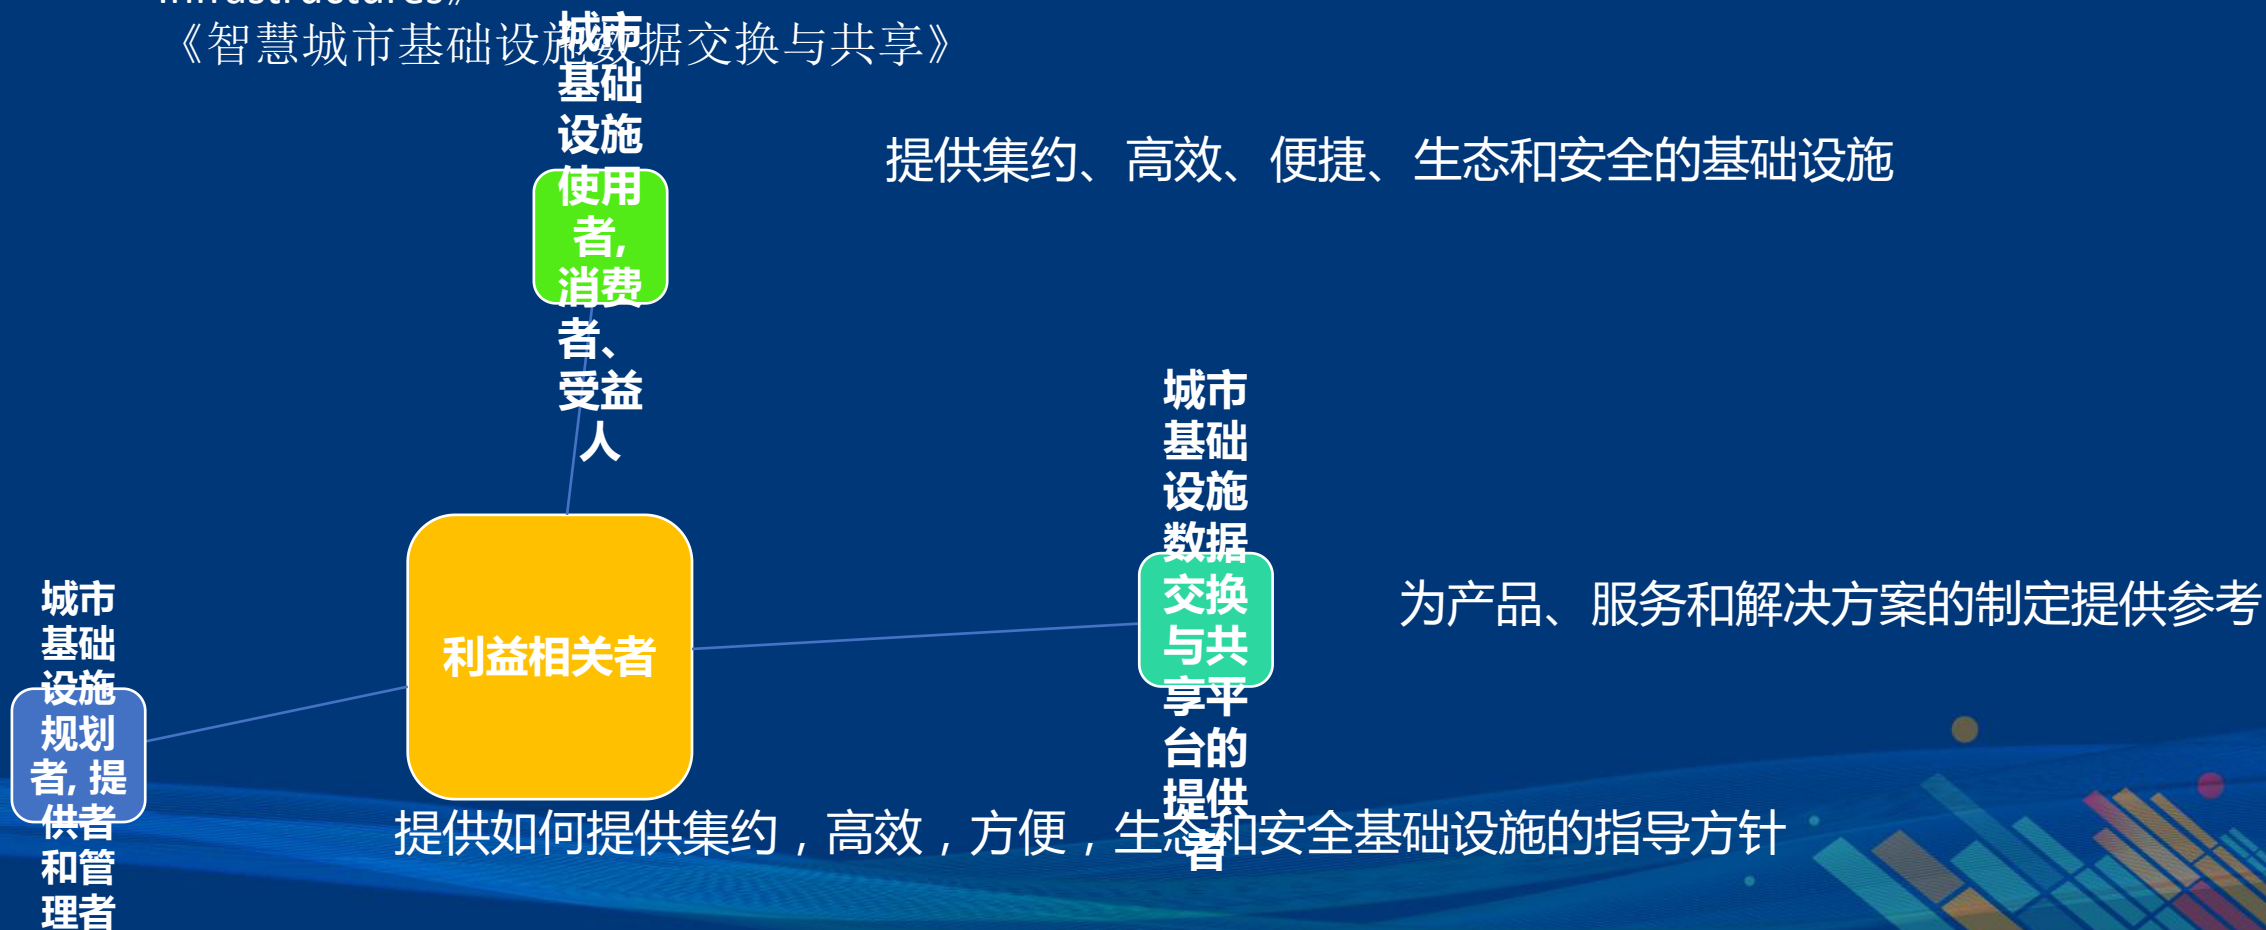 infrastructures》
《智慧城市基础设施数据交换与共享》
城市
基础
设施
使用
者,
消费
者、
受益
人
提供集约、高效、便捷、生态和安全的基础设施
城市
基础
设施
数据
交换
与共
享平
台的
提供
者
为产品、服务和解决方案的制定提供参考
利益相关者
城市
基础
设施
规划
者, 提
供者
和管
理者
提供如何提供集约，高效，方便，生态和安全基础设施的指导方针